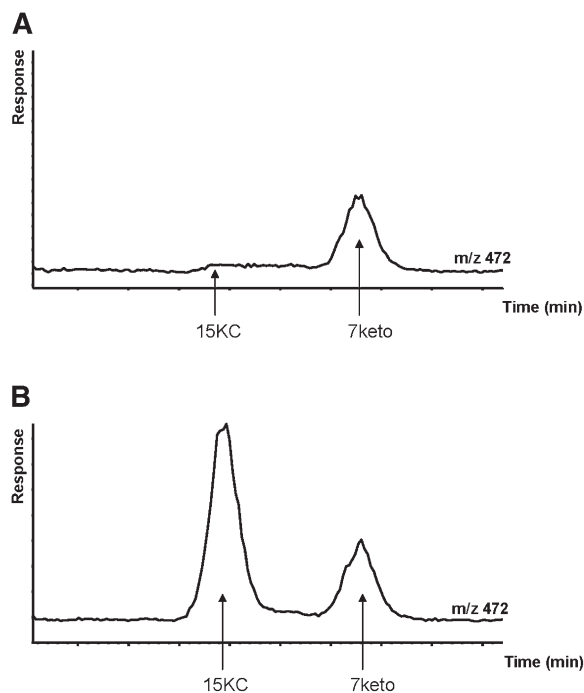 A
Response
m/z 472
Time (min)
15KC
7keto
B
Response
m/z 472
Time (min)
15KC
7keto